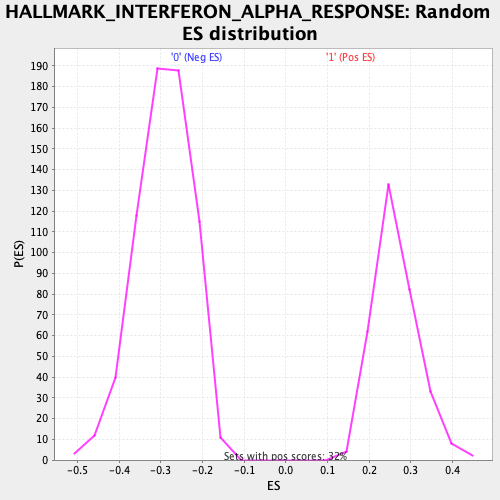 HALLMARK_INTERFERON_ALPHA_RESPONSE: Random
ES distribution
'0' (Neg ES)
'1' (Pos ES)
190
180
170
160
150
140
130
120
110
100
90
80
70
60
50
40
30
20
10
0
P(ES)
Sets with pos scores: 32%
-0.5 -0.4 -0.3 -0.2 -0.1 0.0 0.1 0.2 0.3 0.4
ES